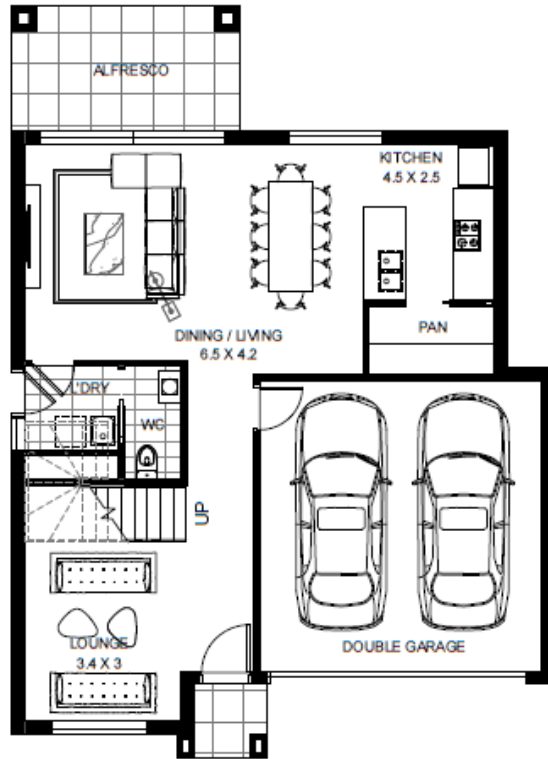 ALFRESCO
KITCHEN
4.5 X 2.5
DINING / LIVING
6.5 X 4.2
PAN
L'DRY
WC
UP
LOUNGE
3.4 X 3
DOUBLE GARAGE